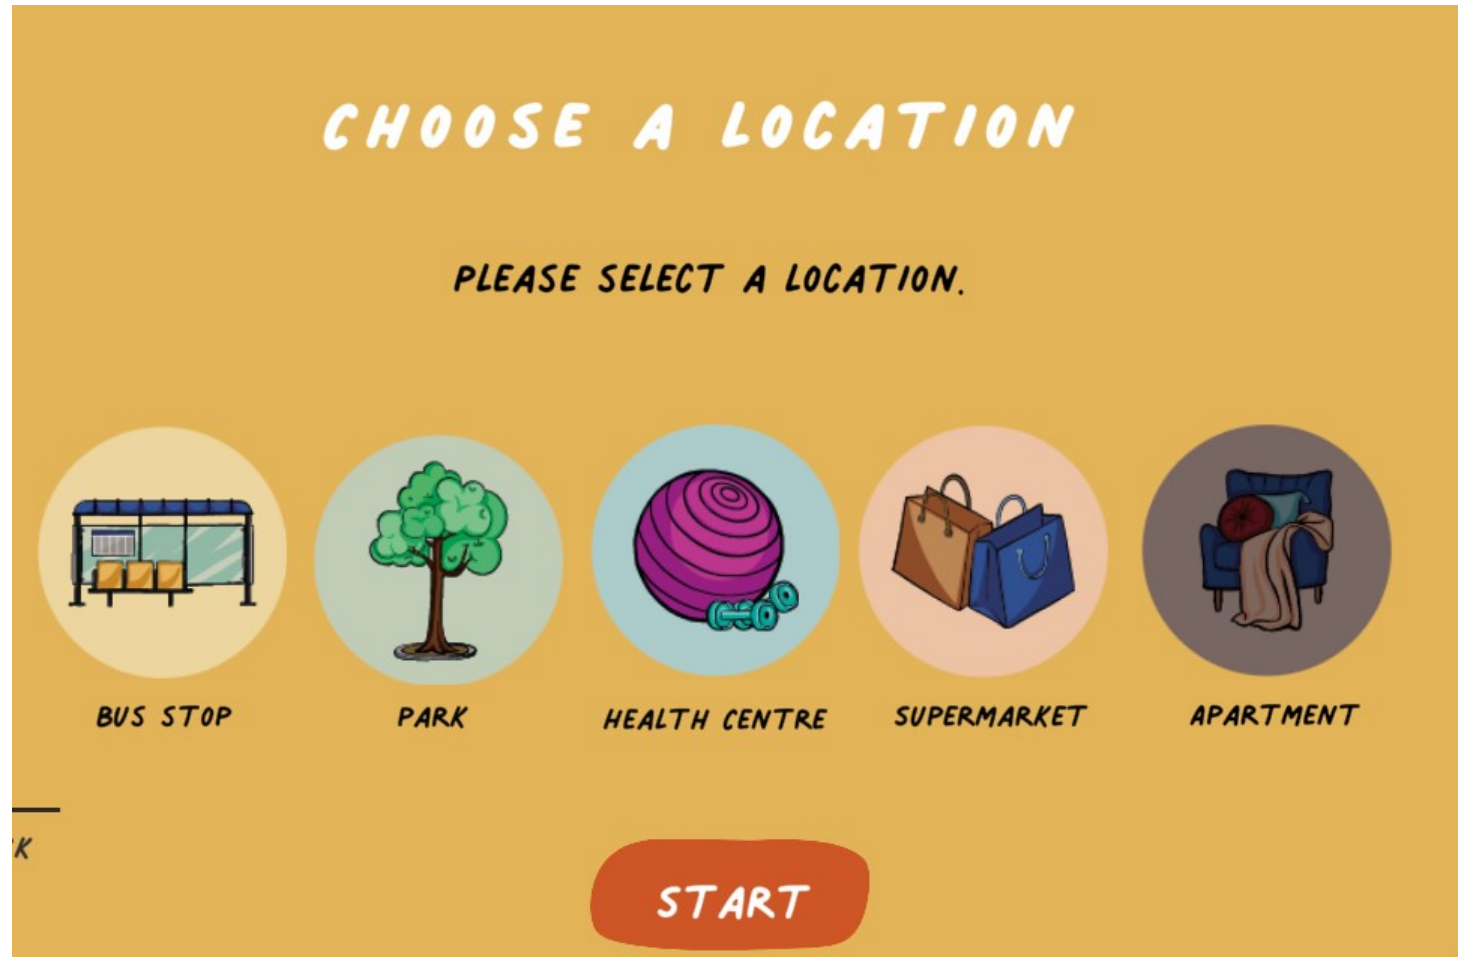 CHOOSE A LOCATION
PLEASE SELECT A LOCATION.
BUS STOP
PARK
HEALTH CENTRE
SUPERMARKET
APARTMENT
K
START